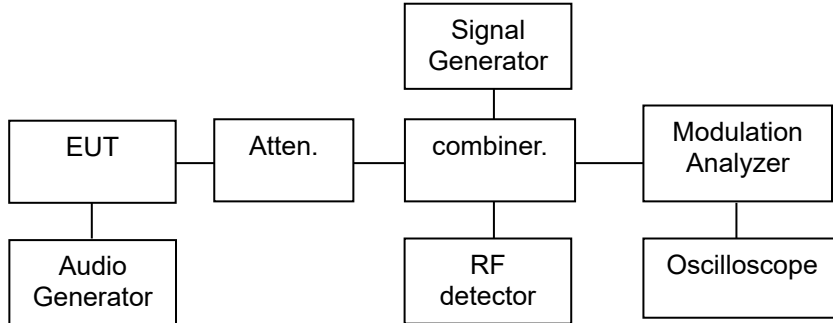 Signal
Generator
EUT
Atten.
combiner.
Modulation
Analyzer
Audio
Generator
RF
detector
Oscilloscope